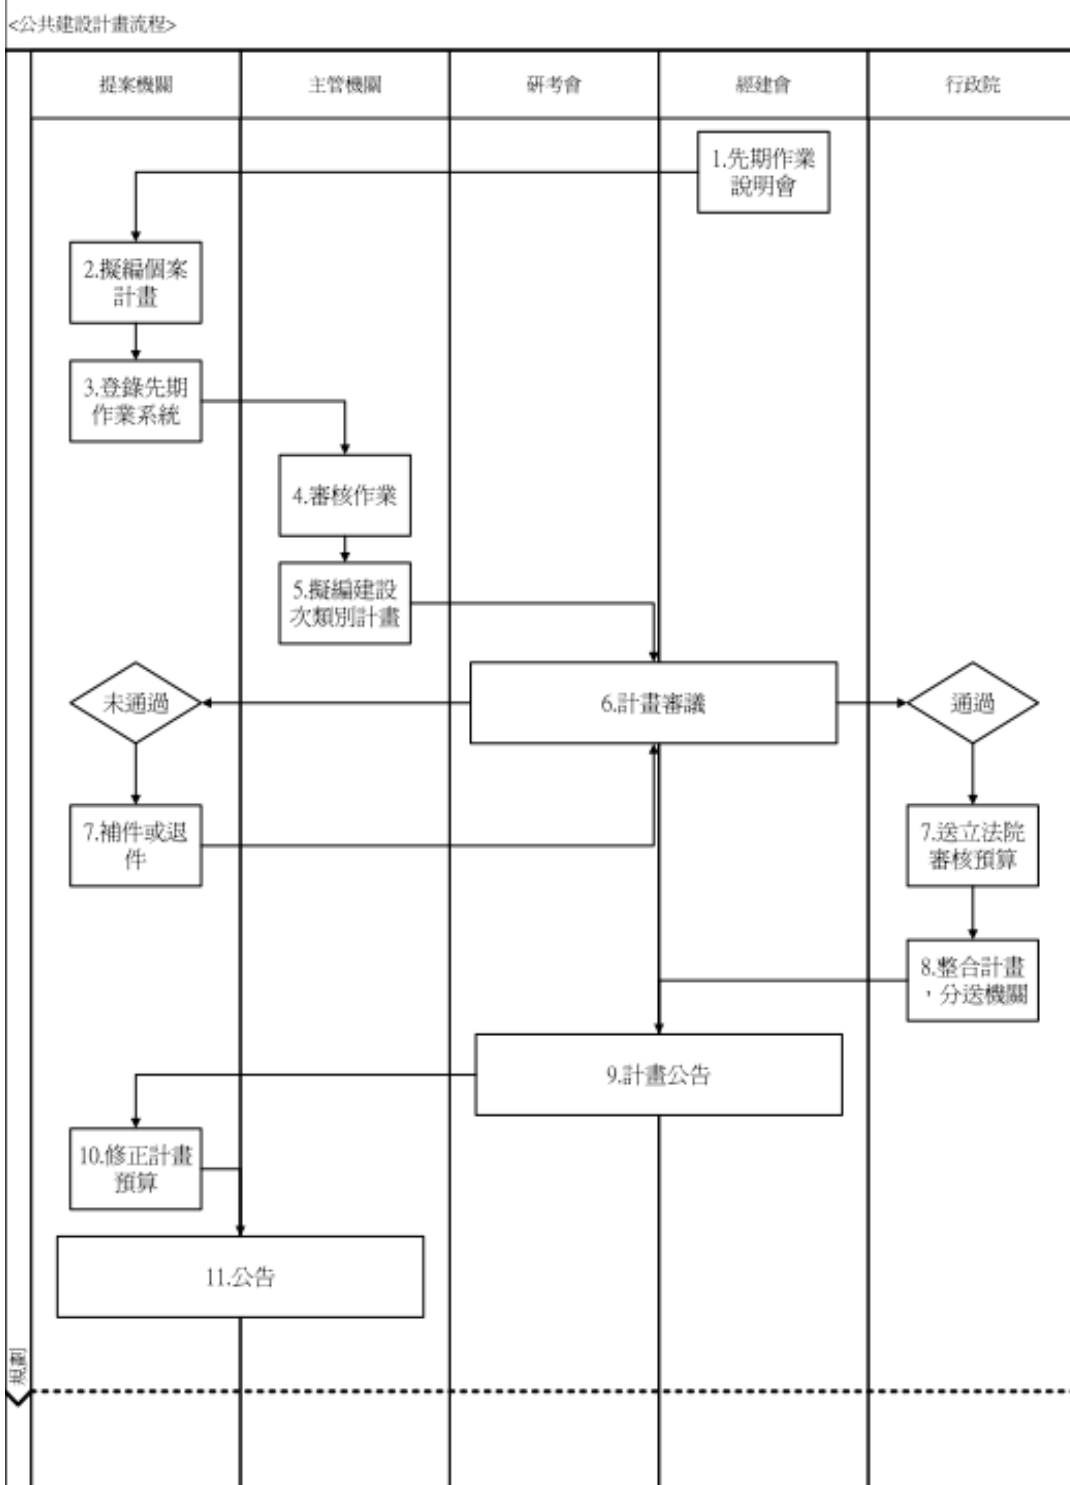 <公共建設計畫流程>
提案機關
主管機關
研考會
經建會
行政院
1.先期作業
說明會
2.擬編個案
計畫
3.登錄先期
作業系統
4.審核作業
5.擬編建設
次類別計畫
未通過
6.計畫審議
通過
7.補件或退
件
7.送立法院
審核預算
8.整合計畫
，分送機關
9.計畫公告
10.修正計畫
預算
11.公告
規劃